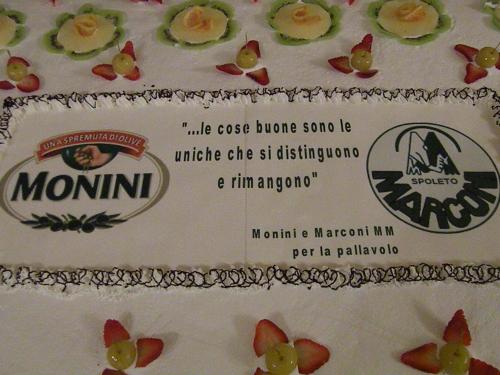 UNA SPREMUTA DI OLIVE
MONINI
"...le cose buone sono le
uniche che si distinguono
e rimangono"
SPOLETO
MARCONI
Monini e Marconi MM
per la pallavolo